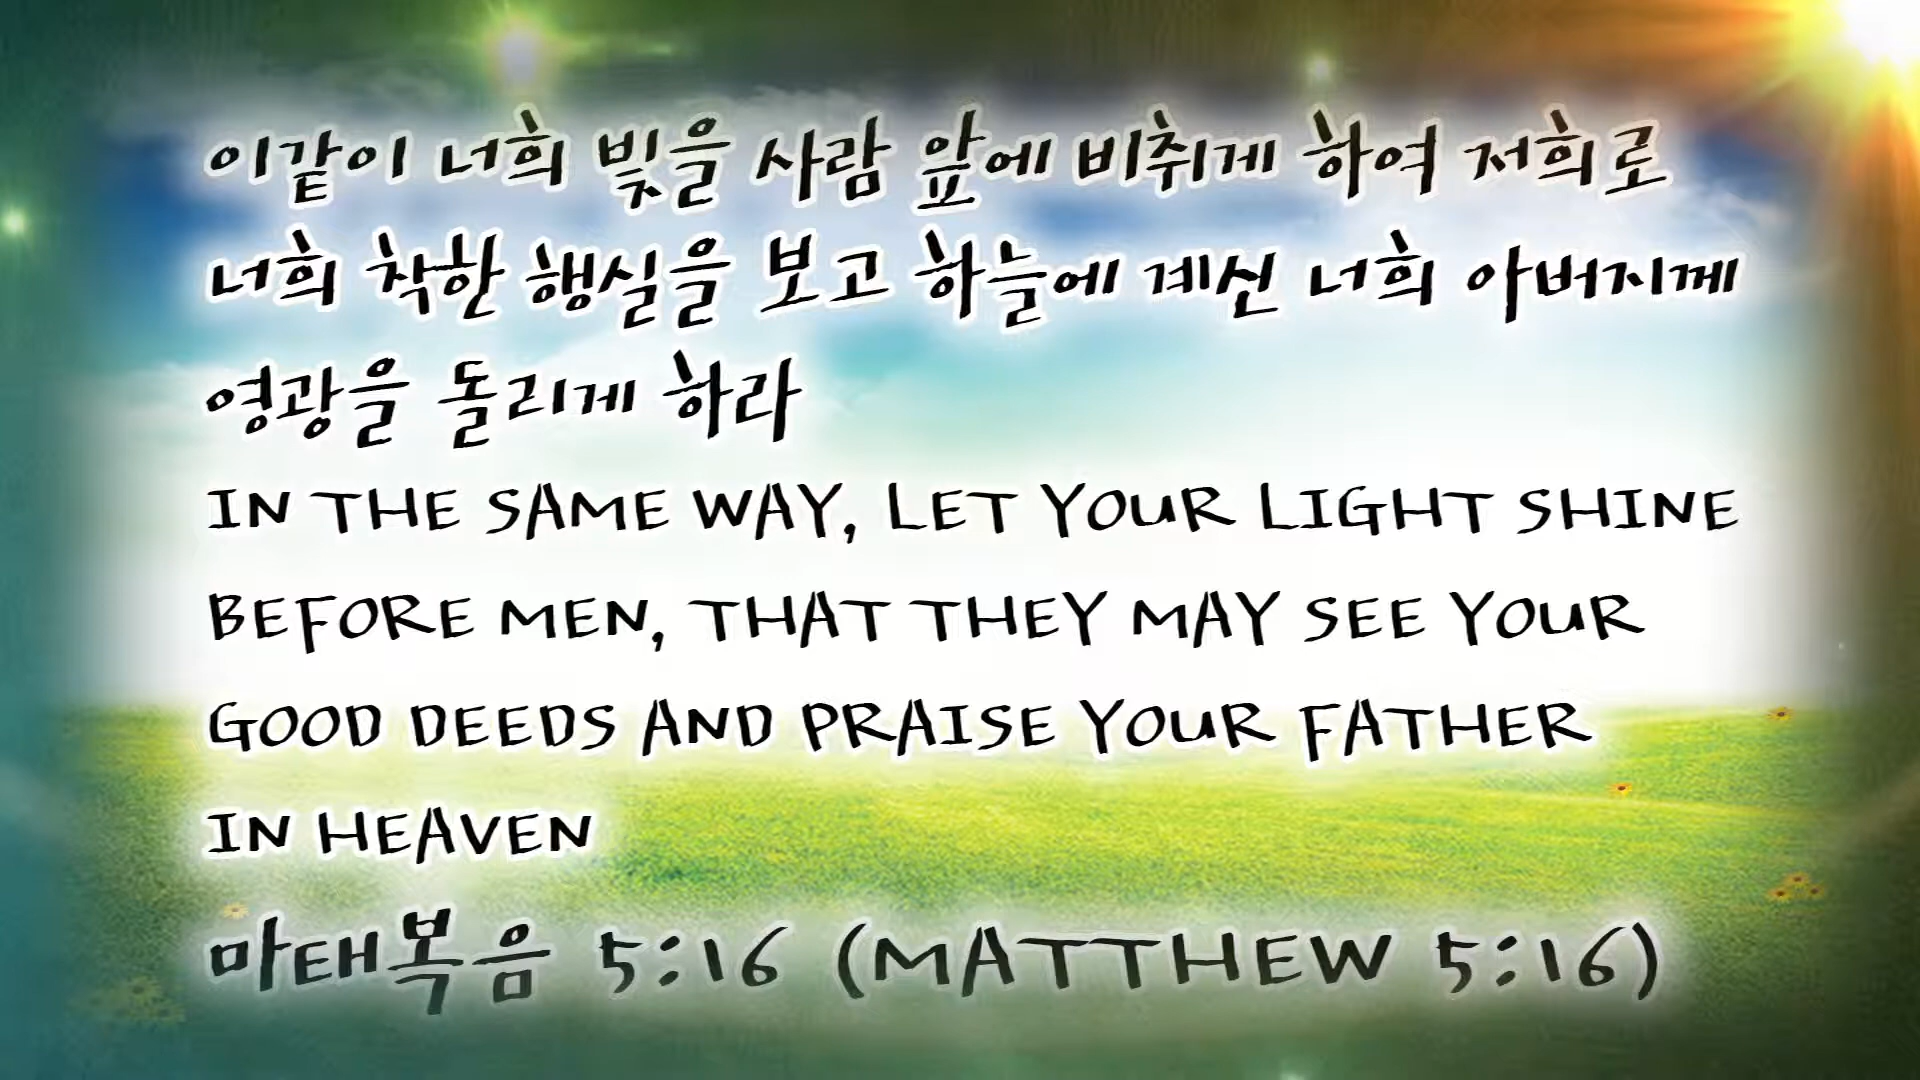 이같이 너희 빛을 사람 앞에 비취게 하여 저희로
너희 착한 행실을 보고 하늘에 계신 너희 아버지께
영광을 돌리게 하라
IN THE SAME WAY, LET YOUR LIGHT SHINE
BEFORE MEN, THAT THEY MAY SEE YOUR
GOOD DEEDS AND PRAISE YOUR FATHER
IN HEAVEN
마태복음 5:16 (MATTHEW 5:16)